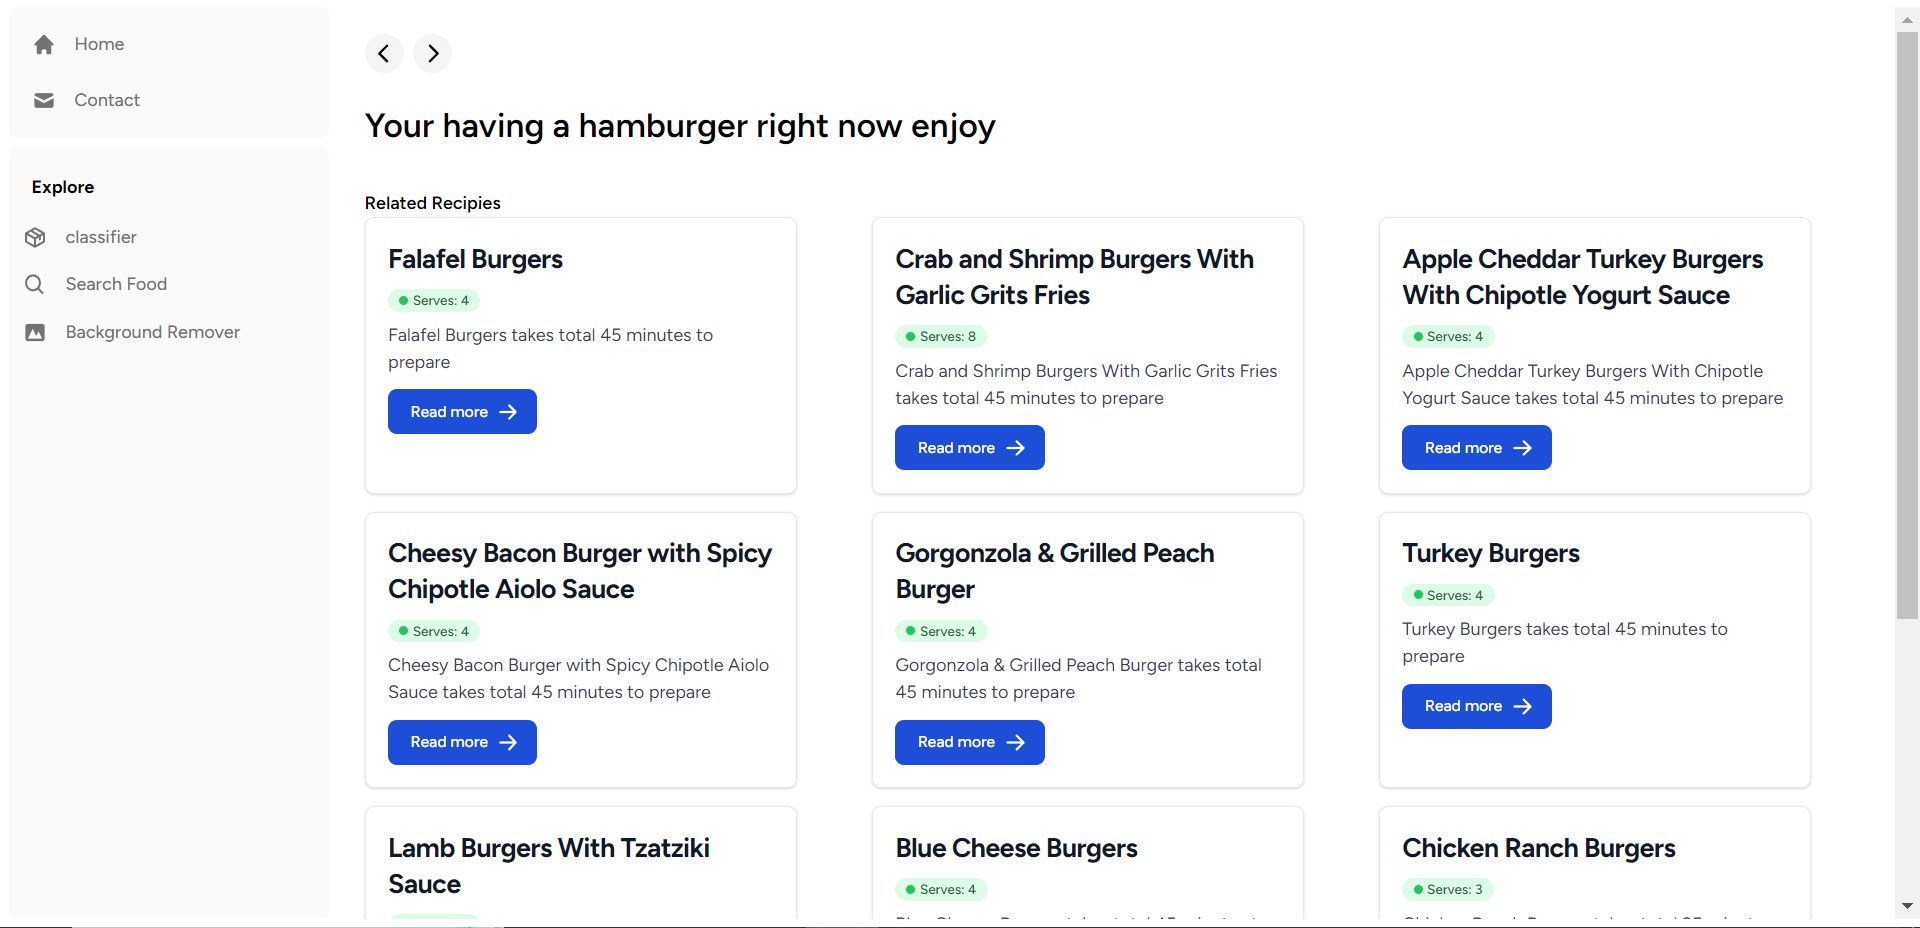 Home
Contact
Explore
classifier
Search Food
Background Remover
Your having a hamburger right now enjoy
Related Recipies
Falafel Burgers
Serves: 4
Falafel Burgers takes total 45 minutes to
prepare
Read more
Crab and Shrimp Burgers With
Garlic Grits Fries
Serves: 8
Crab and Shrimp Burgers With Garlic Grits Fries
takes total 45 minutes to prepare
Read more
Apple Cheddar Turkey Burgers
With Chipotle Yogurt Sauce
Serves: 4
Apple Cheddar Turkey Burgers With Chipotle
Yogurt Sauce takes total 45 minutes to prepare
Read more
Cheesy Bacon Burger with Spicy
Chipotle Aiolo Sauce
Serves: 4
Cheesy Bacon Burger with Spicy Chipotle Aiolo
Sauce takes total 45 minutes to prepare
Read more
Gorgonzola & Grilled Peach
Burger
Serves: 4
Gorgonzola & Grilled Peach Burger takes total
45 minutes to prepare
Read more
Turkey Burgers
Serves: 4
Turkey Burgers takes total 45 minutes to
prepare
Read more
Lamb Burgers With Tzatziki
Sauce
Blue Cheese Burgers
Serves: 4
Chicken Ranch Burgers
Serves: 3